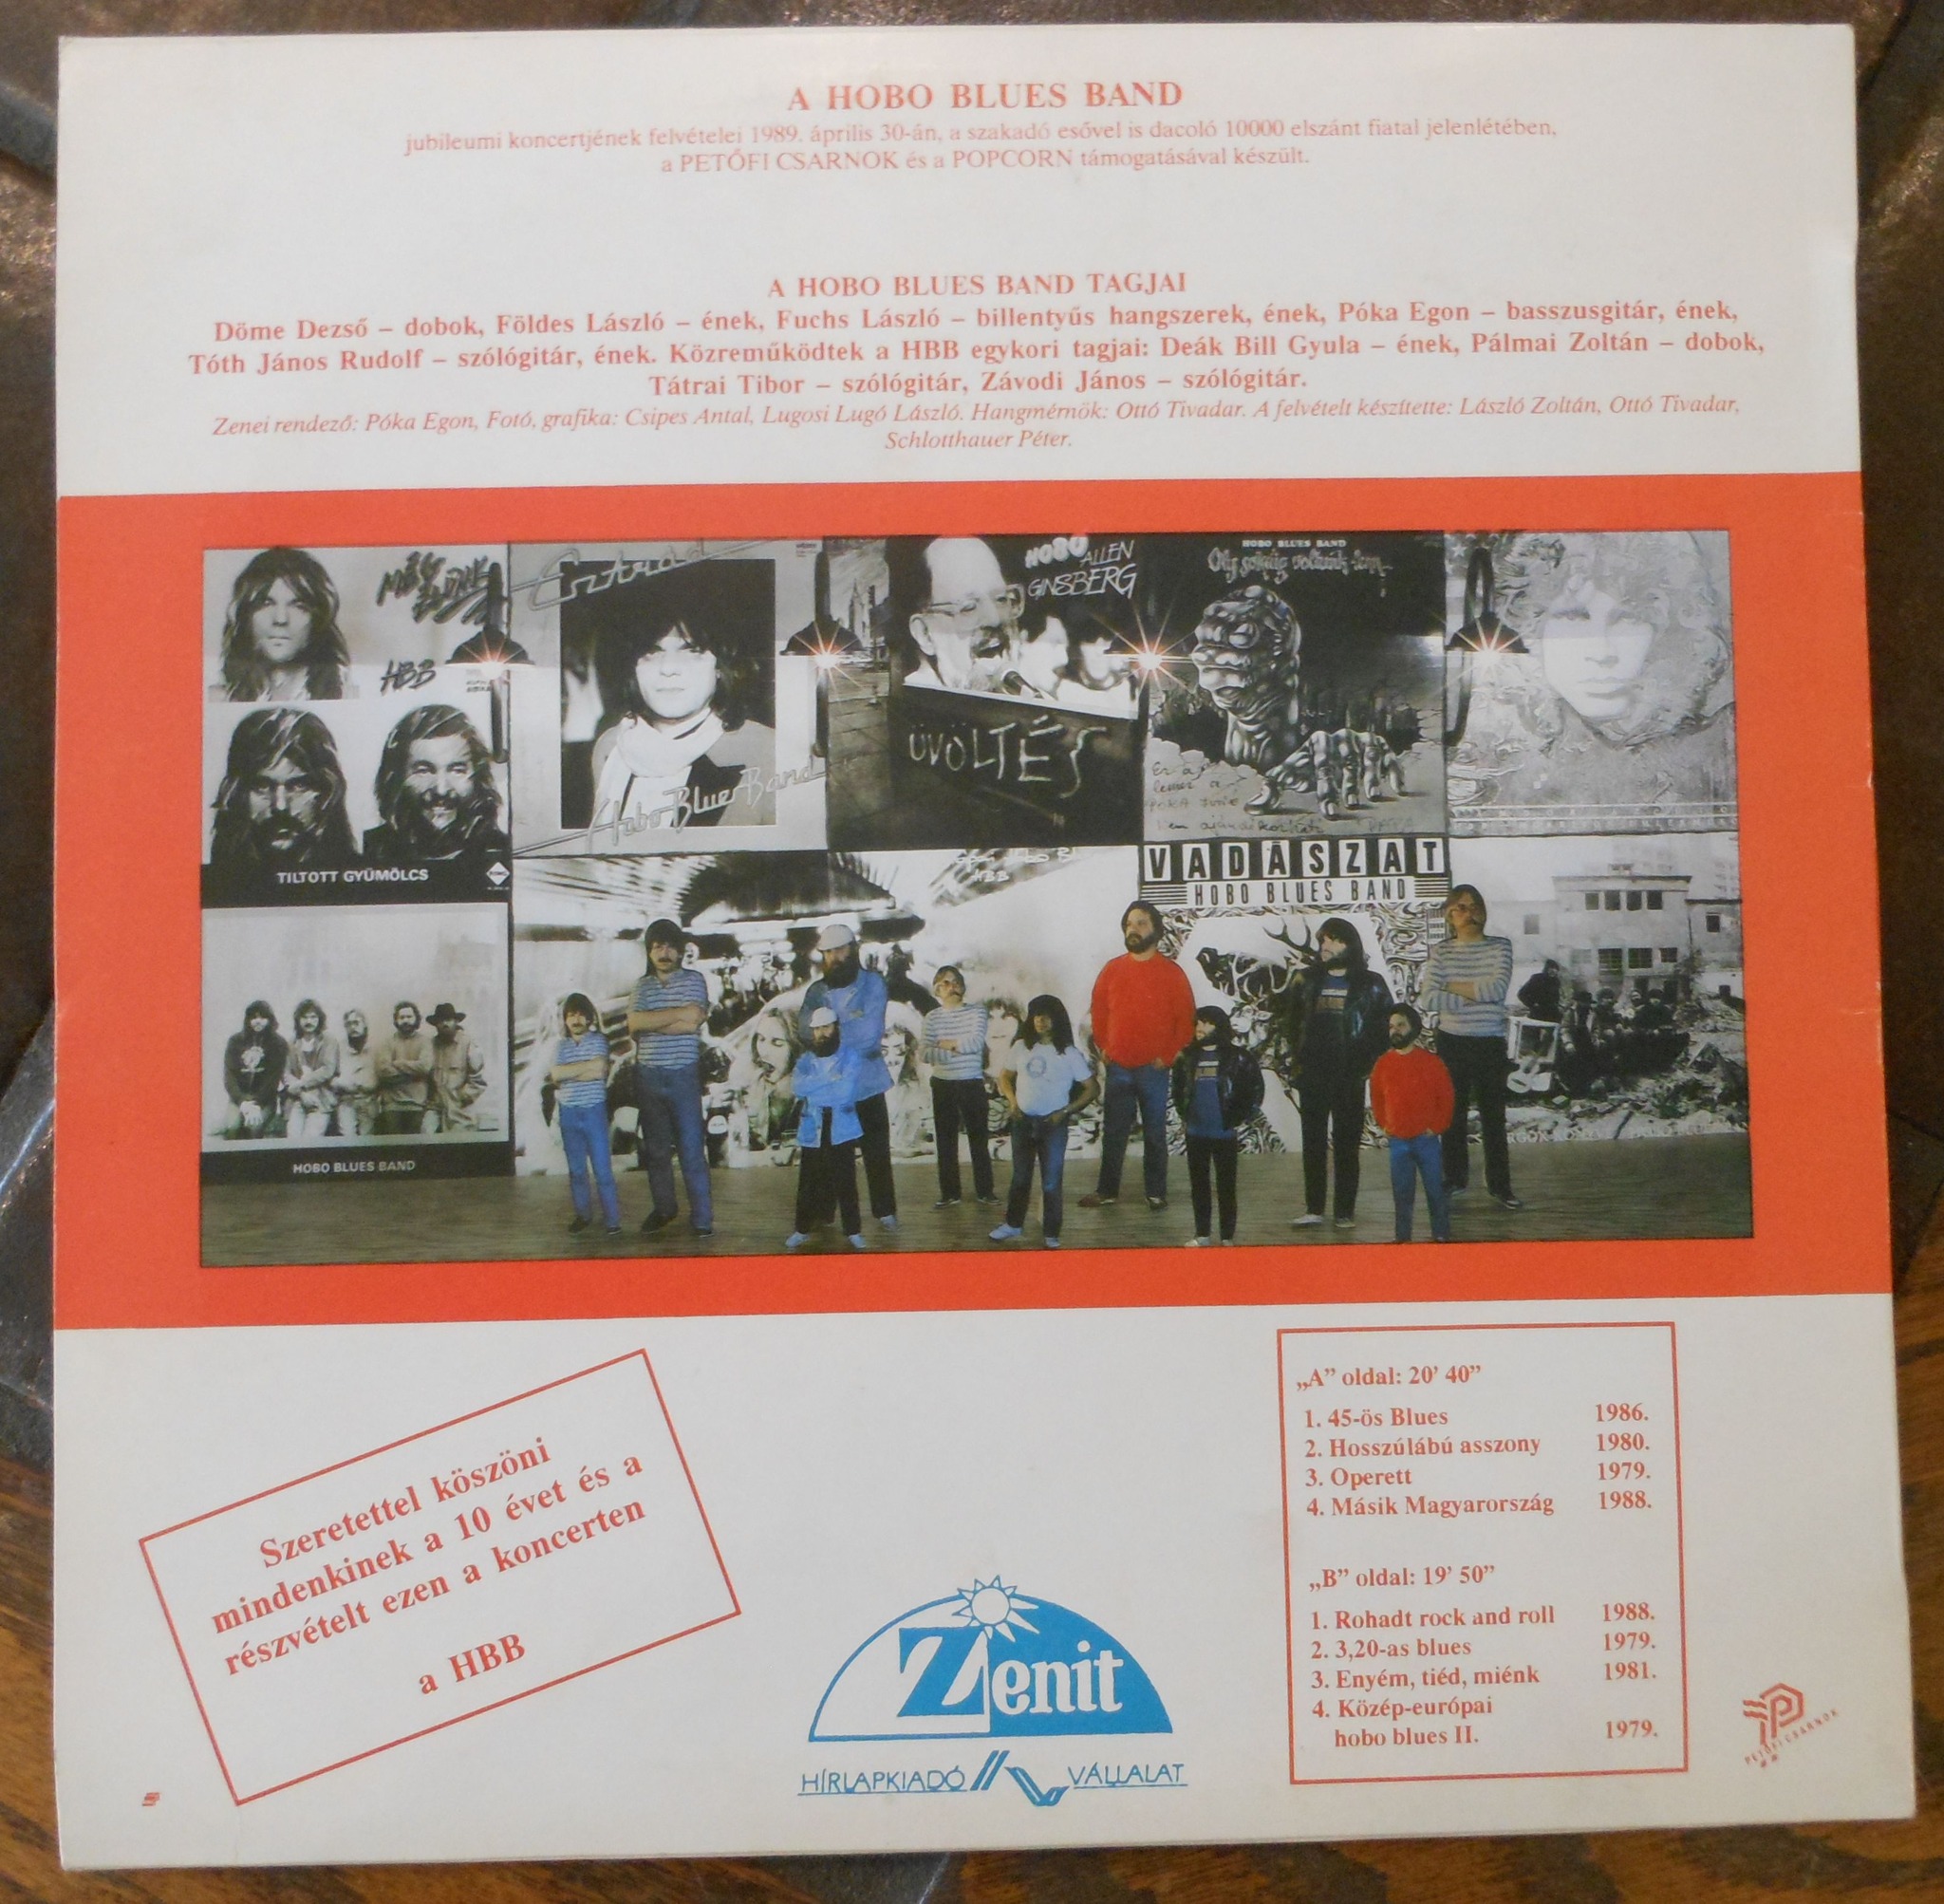 A HOBO BLUES BAND
jubileumi koncertjének felvételei 1989. április 30-án, a szakadó esővel is dacoló 10000 elszánt fiatal jelenlétében,
a PETŐFI CSARNOK és a POPCORN támogatásával készült.
A HOBO BLUES BAND TAGJAI
Döme Dezső – dobok, Földes László – ének, Fuchs László – billentyűs hangszerek, ének, Póka Egon – basszusgitár, ének,
Tóth János Rudolf – szólógitár, ének. Közreműködtek a HBB egykori tagjai: Deák Bill Gyula – ének, Pálmai Zoltán – dobok,
Tátrai Tibor – szólógitár, Závodi János – szólógitár.
Zenei rendező: Póka Egon, Fotó, grafika: Csipes Antal, Lugosi Lugó László. Hangmérnök: Ottó Tivadar. A felvételt készítette: László Zoltán, Ottó Tivadar,
Schlotthauer Péter.
HBB
TILTOTT GYÜMÖLCS
HOBO BLUES BAND
Hobo Blues Band
HOBO ALLEN
GINSBERG
ÜVÖLTÉS
HOBO BLUES BAND
HBB
VADÁSZAT
HOBO BLUES BAND
Szeretettel köszöni
mindenkinek a 10 évet és a
részvételt ezen a koncerten
a HBB
Zenit
HÍRLAPKIADÓ VÁLLALAT
„A” oldal: 20’ 40”
1. 45-ös Blues 1986.
2. Hosszúlábú asszony 1980.
3. Operett 1979.
4. Másik Magyarország 1988.
„B” oldal: 19’ 50”
1. Rohadt rock and roll 1988.
2. 3,20-as blues 1979.
3. Enyém, tiéd, miénk 1981.
4. Közép-európai
hobo blues II. 1979.
PETŐFI CSARNOK